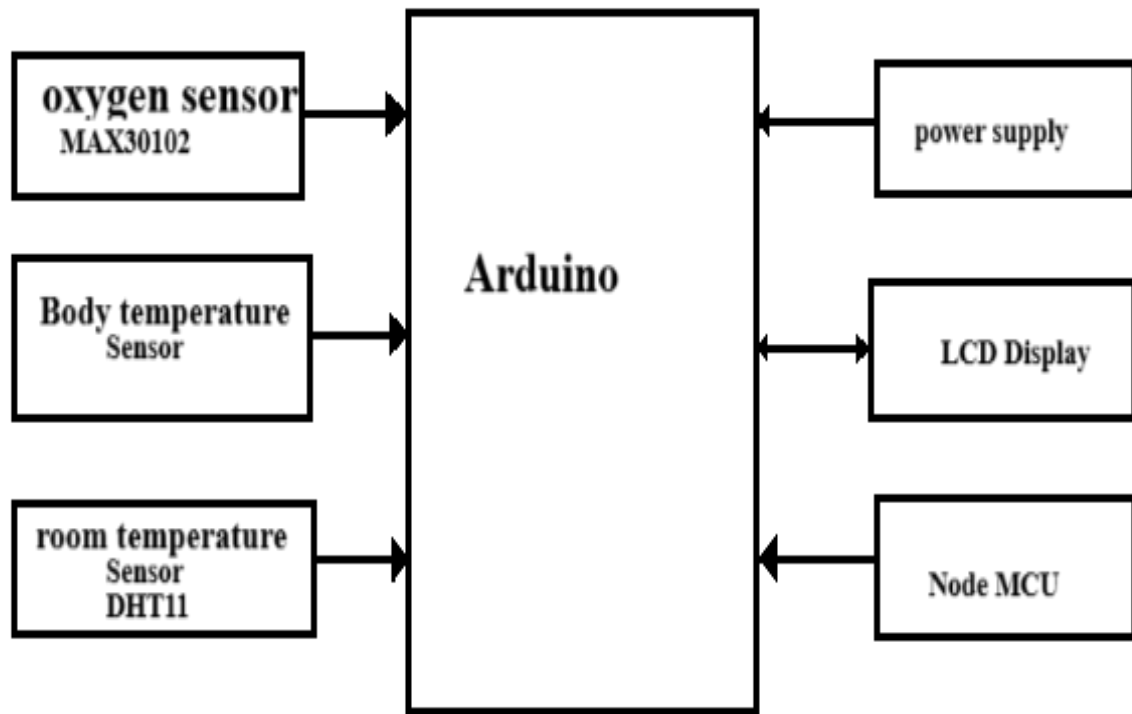 oxygen sensor
MAX30102
Body temperature
Sensor
room temperature
Sensor
DHT11
Arduino
power supply
LCD Display
Node MCU